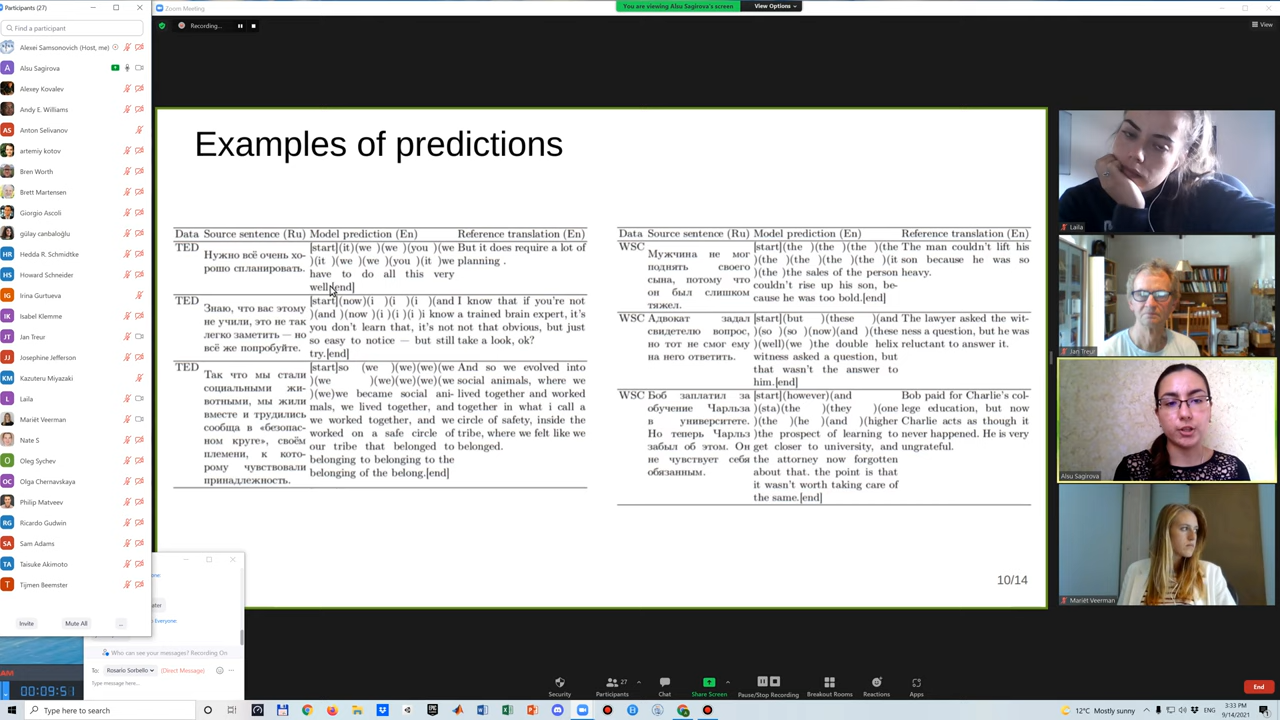 Participants (27)
Find a participant
Alexei Samsonovich (Host, me)
Alsu Sagirova
Alexey Kovalev
Andy E. Williams
AS Anton Selivanov
artemiy kotov
Bren Worth
Brett Martensen
Giorgio Ascoli
gülay canbaloğlu
Hedda R. Schmidtke
Howard Schneider
Irina Gurtueva
Isabel Klemme
Jan Treur
Josephine Jefferson
Kazuteru Miyazaki
Laila
Mariët Veerman
Nate S
Oleg Sychev
OC Olga Chernavskaya
Philip Matveev
Ricardo Gudwin
SA Sam Adams
TA Taisuke Akimoto
T Tijmen Beemster
Invite Mute All ...
Zoom Meeting
You are viewing Alsu Sagirova's screen View Options
Recording...
View
Examples of predictions
Data Source sentence (Ru) Model prediction (En) Reference translation (En)
TED Нужно всё очень хо-
рошо спланировать.
[start](it)(we )(we )(you )(we
)(it )(we )(we )(you )(it )we
have to do all this very
well.[end]
But it does require a lot of
planning .
TED Знаю, что вас этому
не учили, это не так
легко заметить — но
всё же попробуйте.
[start](now)(i )(i )(i )(and
)(and )(now )(i )(i )(i )i know
you don't learn that, it's not
so easy to notice — but still
try.[end]
I know that if you're not
a trained brain expert, it's
not that obvious, but just
take a look, ok?
TED Так что мы стали
социальными жи-
вотными, мы жили
вместе и трудились
сообща в «безопас-
ном круге», своём
племени, к кото-
рому чувствовали
принадлежность.
[start]so (we )(we)(we)(we
)(we )(we)(we)(we)(we
)(we)we became social ani-
mals, we lived together, and
we worked together, and we
worked on a safe circle of
our tribe that belonged to
belonging to belonging to the
belonging of the belong.[end]
And so we evolved into
social animals, where we
lived together and worked
together in what i call a
circle of safety, inside the
tribe, where we felt like we
belonged.
Data Source sentence (Ru) Model prediction (En) Reference translation (En)
WSC Мужчина не мог
поднять своего
сына, потому что
он был слишком
тяжел.
[start](the )(the )(the )(the
)(the )(the )(the )(the )(so
)(the )the sales of the person
couldn't rise up his son, be-
cause he was too bold.[end]
The man couldn't lift his
son because he was so
heavy.
WSC Адвокат задал
свидетелю вопрос,
но тот не смог ему
на него ответить.
[start](but )(these )(these
)(so )(so )(now)(and )(these
)(well)(we )the double helix
witness asked a question, but
that wasn't the answer to
him.[end]
The lawyer asked the wit-
ness a question, but he was
reluctant to answer it.
WSC Боб заплатил за
обучение Чарльза
в университете.
Но теперь Чарльз
забыл об этом. Он
не чувствует себя
обязанным.
[start](however)(and
)(sta)(the )(they )(one
)(the )(he )(and )(higher
)the prospect of learning to
get closer to university, and
the attorney now forgotten
about that. the point is that
it wasn't worth taking care of
the same.[end]
Bob paid for Charlie's col-
lege education, but now
Charlie acts as though it
never happened. He is very
ungrateful.
10/14
Laila
Jan Treur
Alsu Sagirova
Mariët Veerman
Everyone:
Who can see your messages? Recording On
To: Rosario Sorbello (Direct Message)
Type message here...
AM
00:09:51
Security
Participants 27
Chat
Share Screen
Pause/Stop Recording
Breakout Rooms
Reactions
Apps
End
Type here to search
12°C Mostly sunny
ENG
3:33 PM
9/14/2021